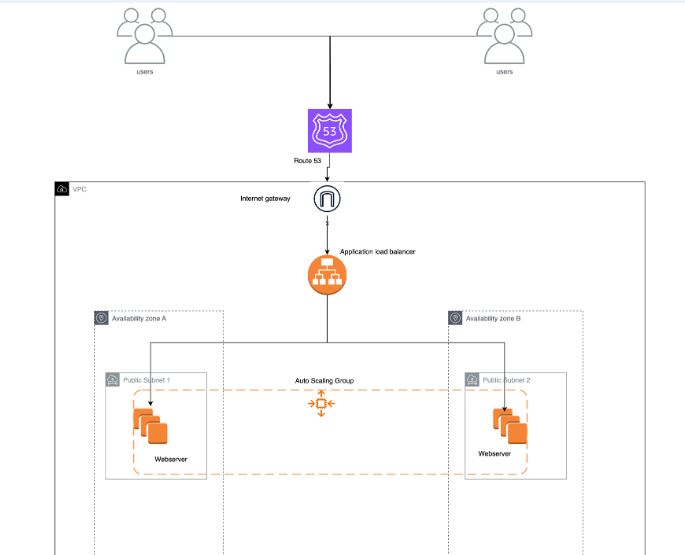 users
users
53
Route 53
VPC
Internet gateway
Application load balancer
Availability zone A
Availability zone B
Public Subnet 1
Auto Scaling Group
Public Subnet 2
Webserver
Webserver